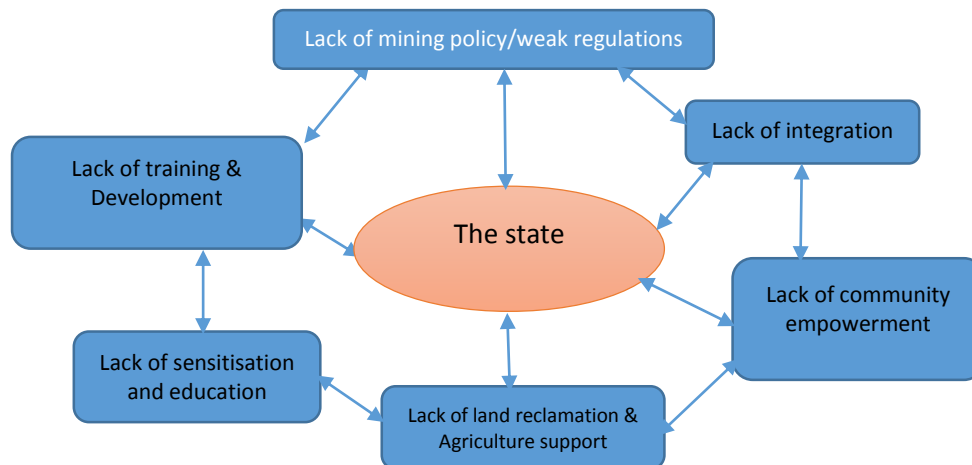 Lack of mining policy/weak regulations
Lack of integration
Lack of training &
Development
The state
Lack of community
empowerment
Lack of sensitisation
and education
Lack of land reclamation &
Agriculture support